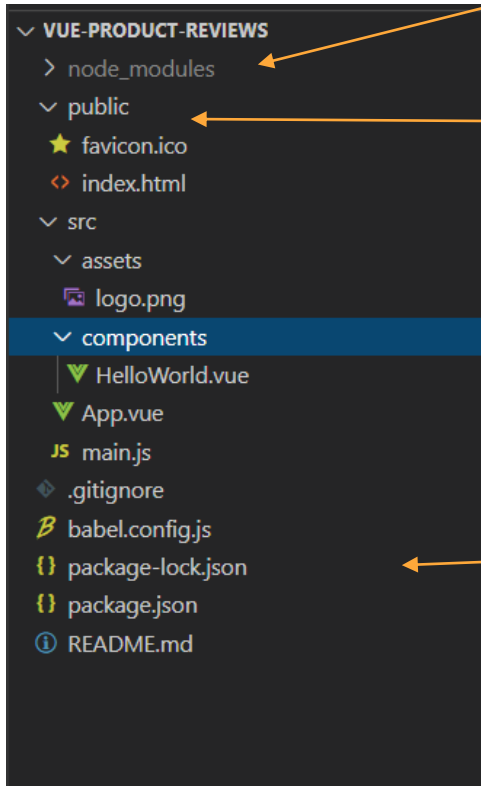 VUE-PRODUCT-REVIEWS
node_modules
public
favicon.ico
index.html
src
assets
logo.png
components
HelloWorld.vue
App.vue
JS main.js
.gitignore
babel.config.js
package-lock.json
package.json
README.md